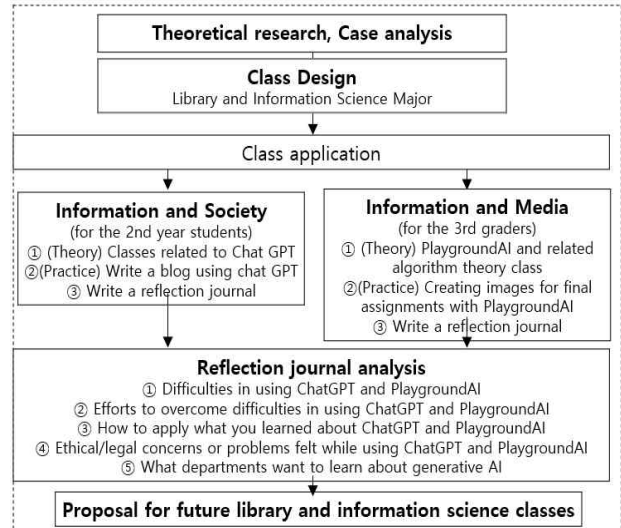 Theoretical research, Case analysis
Class Design
Library and Information Science Major
Class application
Information and Society
(for the 2nd year students)
① (Theory) Classes related to Chat GPT
②(Practice) Write a blog using chat GPT
③ Write a reflection journal
Information and Media
(for the 3rd graders)
① (Theory) PlaygroundAI and related
algorithm theory class
②(Practice) Creating images for final
assignments with PlaygroundAI
③ Write a reflection journal
Reflection journal analysis
① Difficulties in using ChatGPT and PlaygroundAI
② Efforts to overcome difficulties in using ChatGPT and PlaygroundAI
③ How to apply what you learned about ChatGPT and PlaygroundAI
④ Ethical/legal concerns or problems felt while using ChatGPT and PlaygroundAI
⑤ What departments want to learn about generative AI
Proposal for future library and information science classes